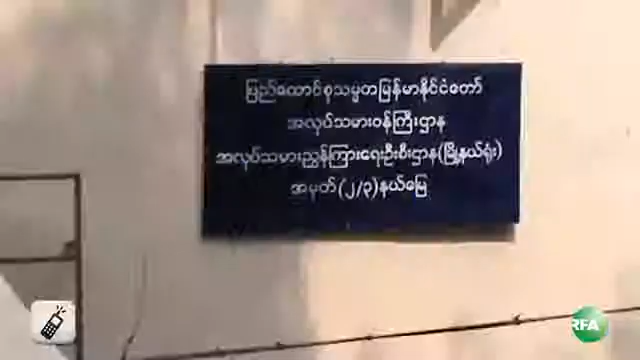 ပြည်ထောင်စုသမ္မတမြန်မာနိုင်ငံတော်
အလုပ်သမားဝန်ကြီးဌာန
အလုပ်သမားညွှန်ကြားရေးဦးစီးဌာန(မြို့နယ်ရုံး)
အမှတ်(၂/၃)နယ်မြေ
RFA